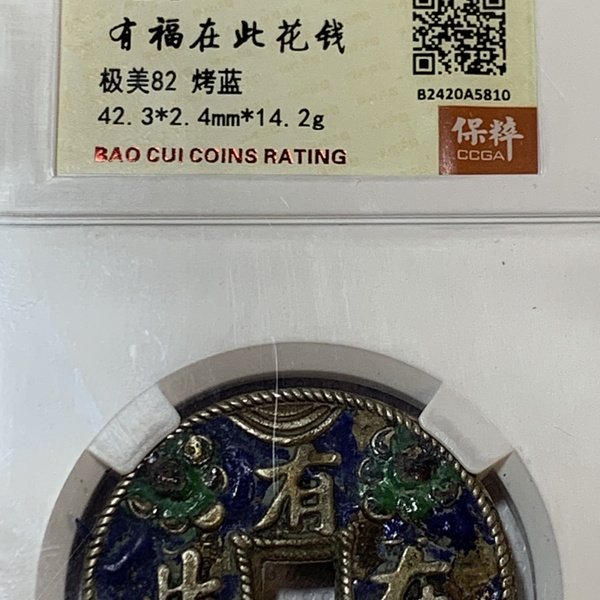 有福在此花钱
极美82 烤蓝
42.3*2.4mm*14.2g
BAO CUI COINS RATING
B2420A5810
保粹
CCGA
有